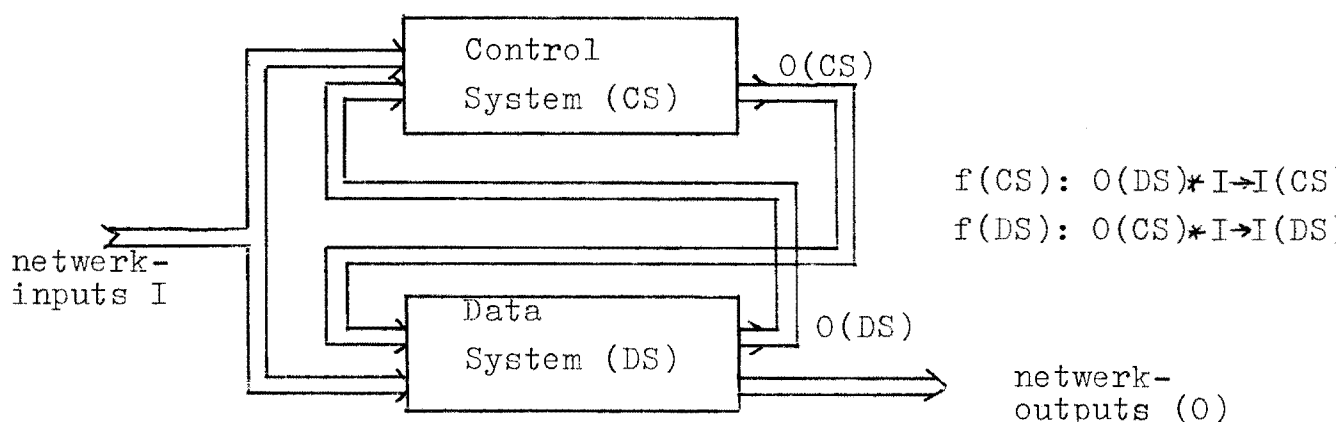 Control
System (CS)
O(CS)
f(CS): O(DS)*I→I(CS)
f(DS): O(CS)*I→I(DS)
netwerk-
inputs I
Data
System (DS)
O(DS)
netwerk-
outputs (O)